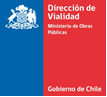 Dirección de
Vialidad
Ministerio de Obras
Públicas
Gobierno de Chile